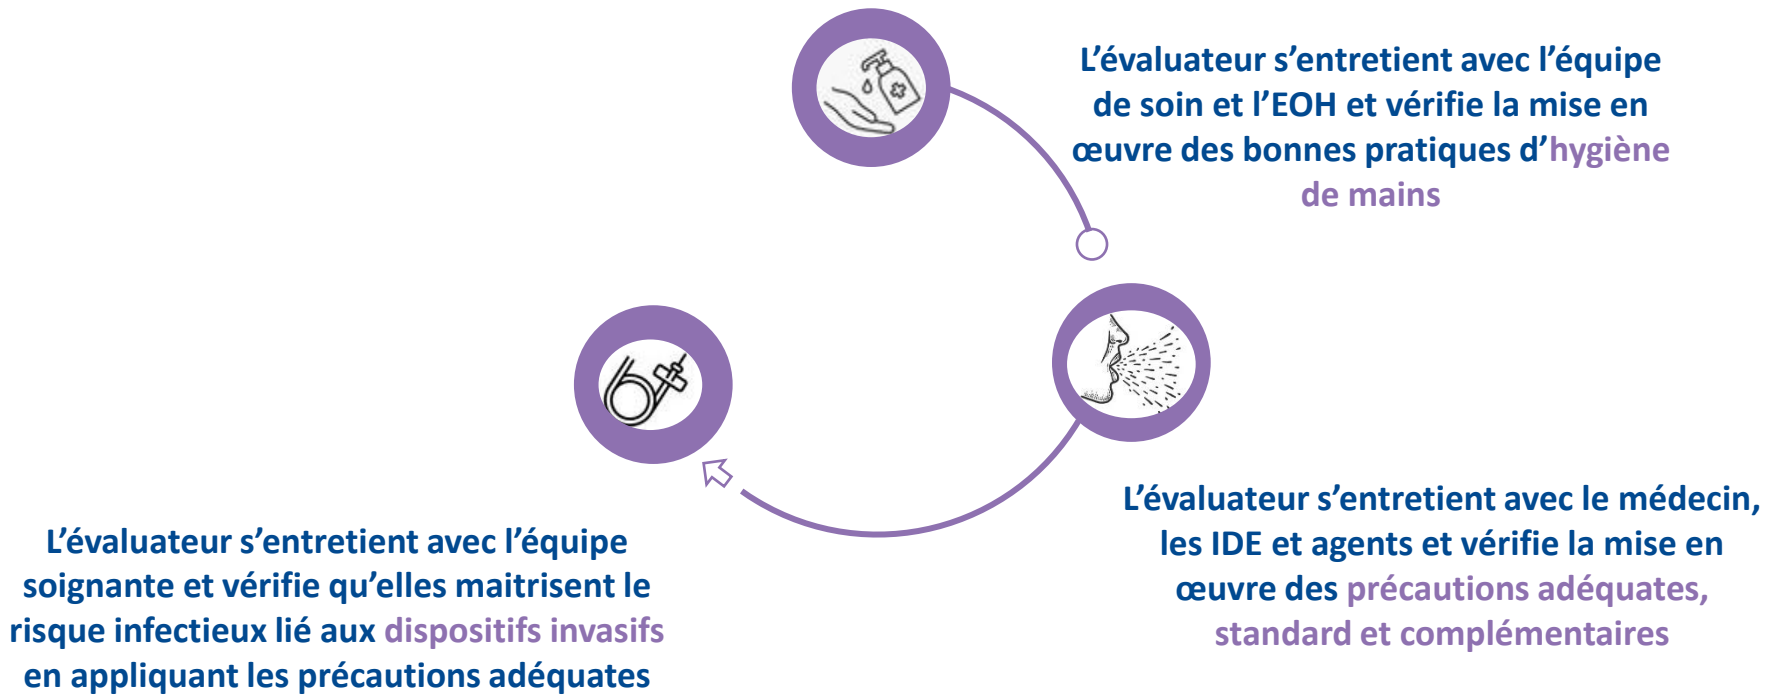 L’évaluateur s’entretient avec l’équipe
de soin et l’EOH et vérifie la mise en
œuvre des bonnes pratiques d’hygiène
de mains
L’évaluateur s’entretient avec le médecin,
les IDE et agents et vérifie la mise en
œuvre des précautions adéquates,
standard et complémentaires
L’évaluateur s’entretient avec l’équipe
soignante et vérifie qu’elles maitrisent le
risque infectieux lié aux dispositifs invasifs
en appliquant les précautions adéquates